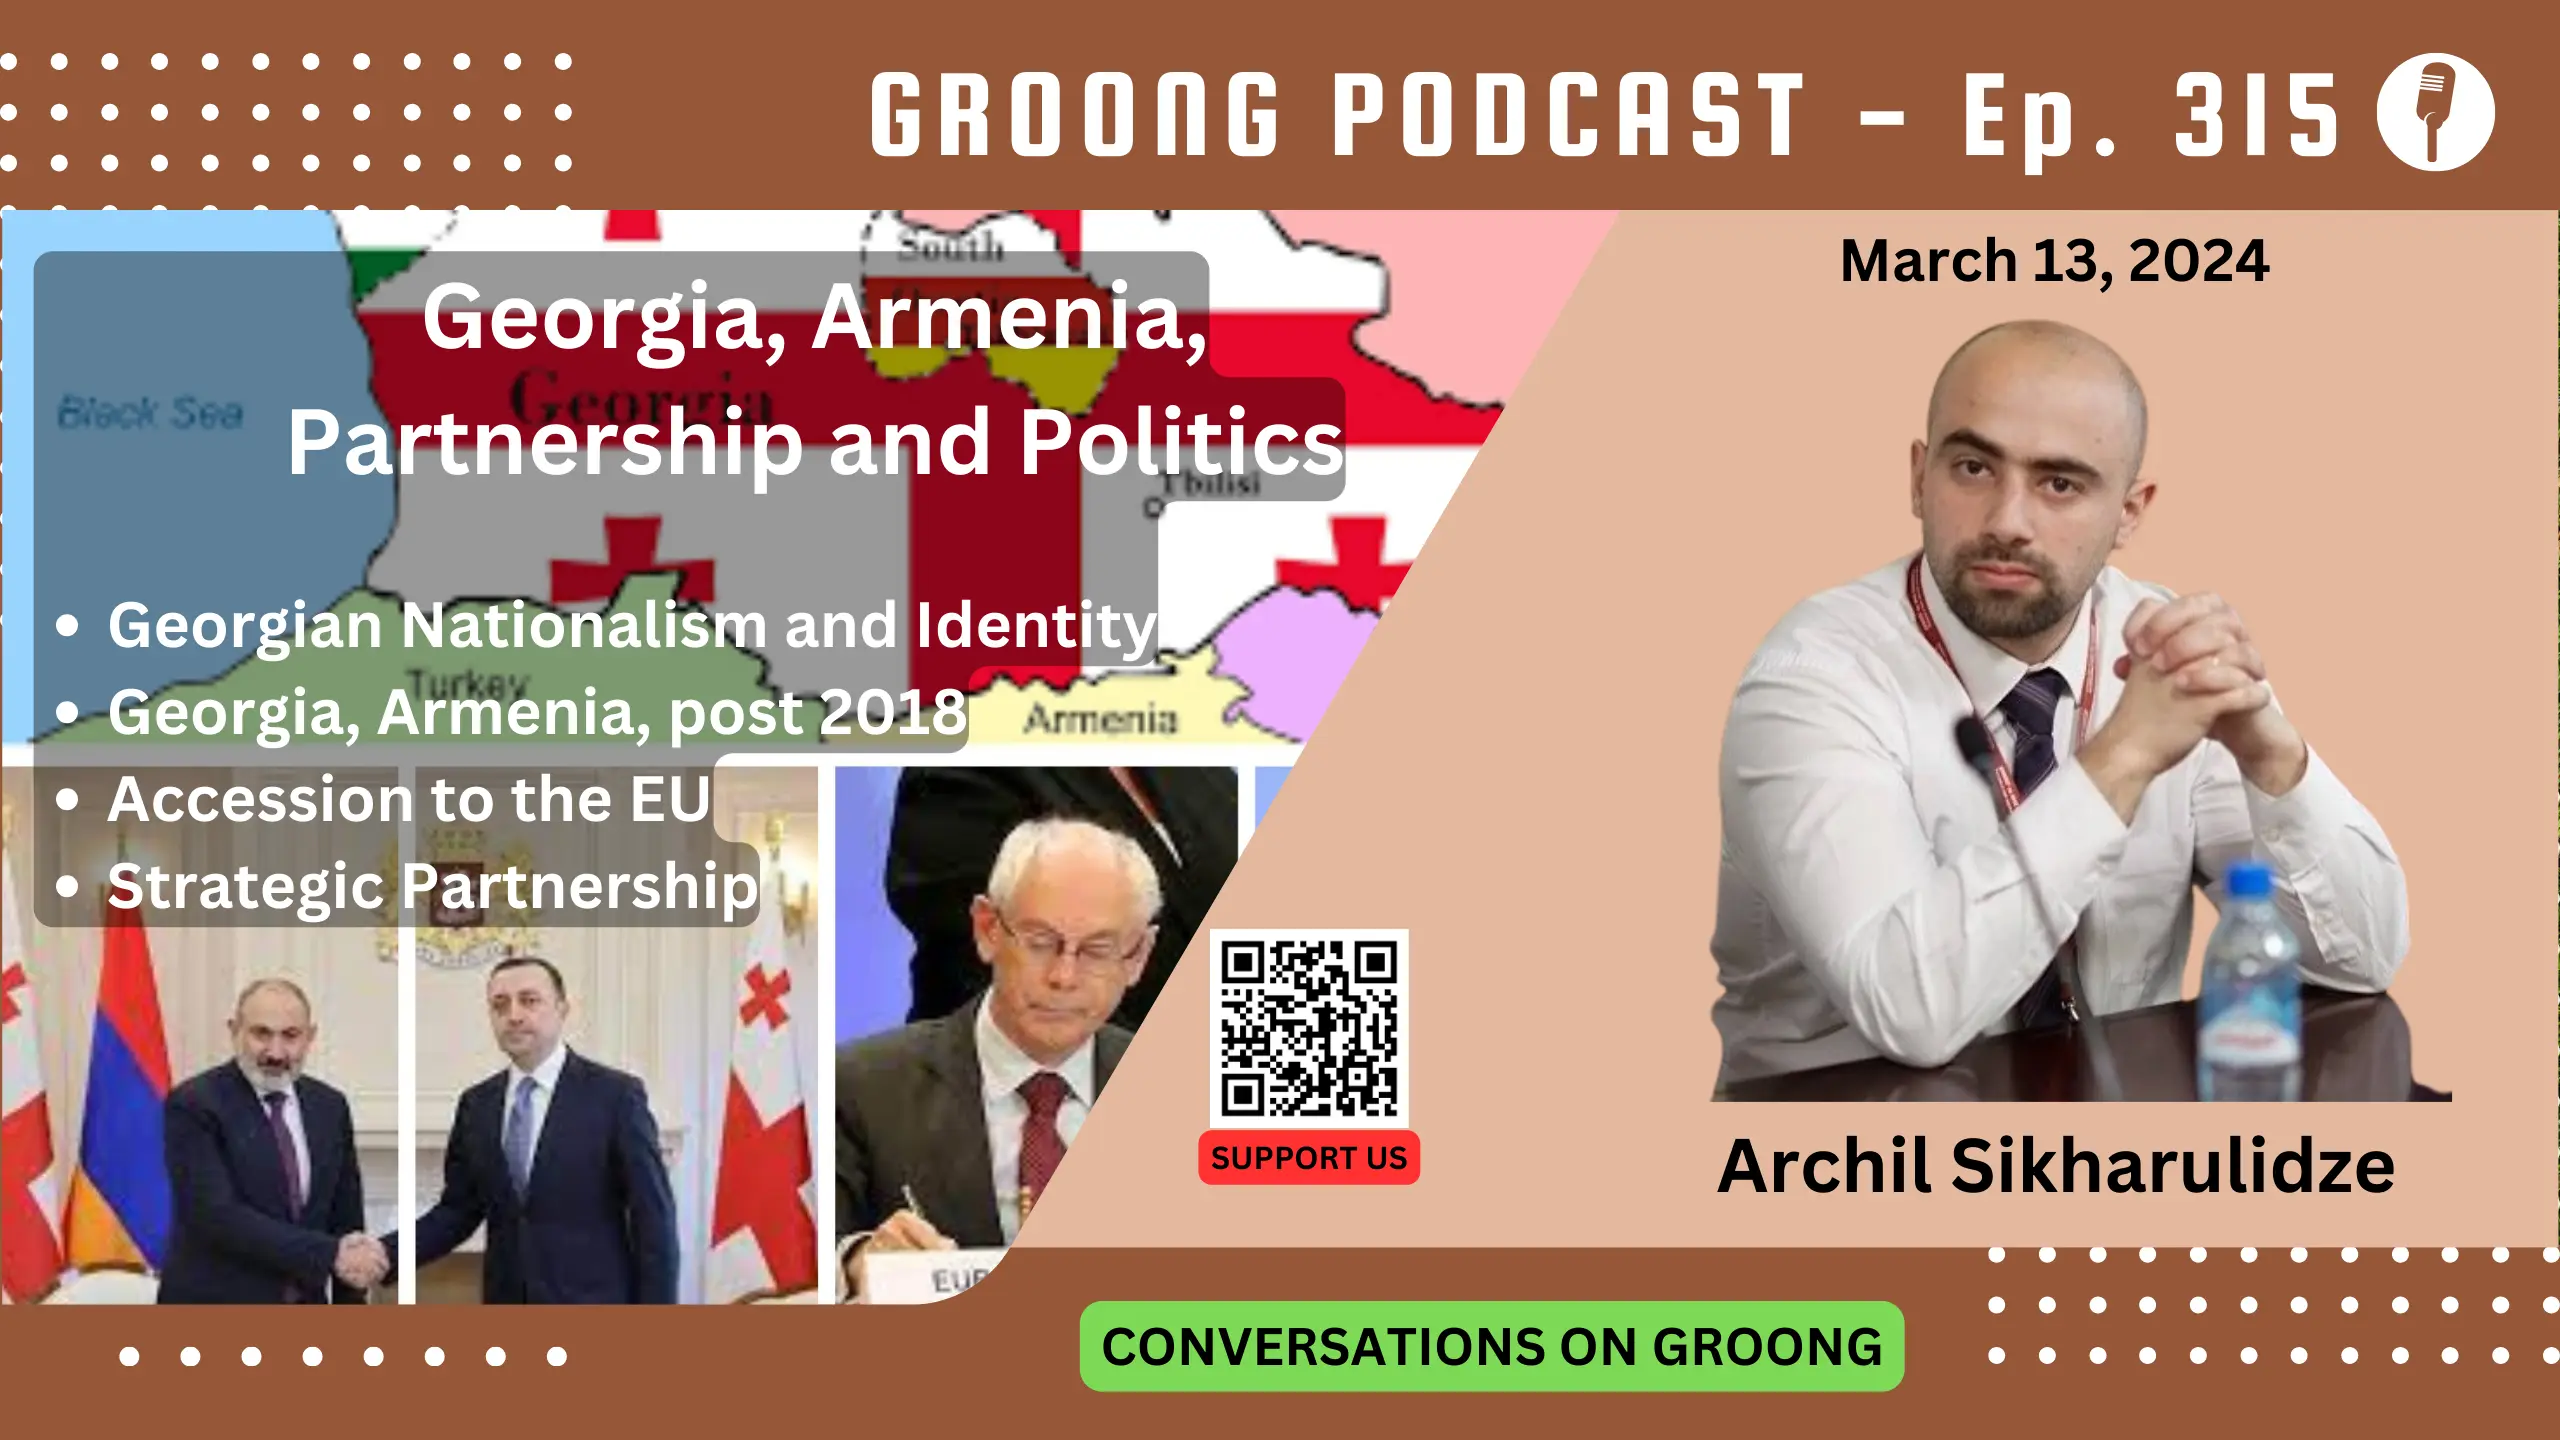 GROONG PODCAST – Ep. 315
March 13, 2024
South
Georgia, Armenia,
Georgia
Black Sea
Partnership and Politics
Tbilisi
• Georgian Nationalism and Identity
Turkey
• Georgia, Armenia, post 2018
Armenia
• Accession to the EU
• Strategic Partnership
SUPPORT US
Archil Sikharulidze
CONVERSATIONS ON GROONG